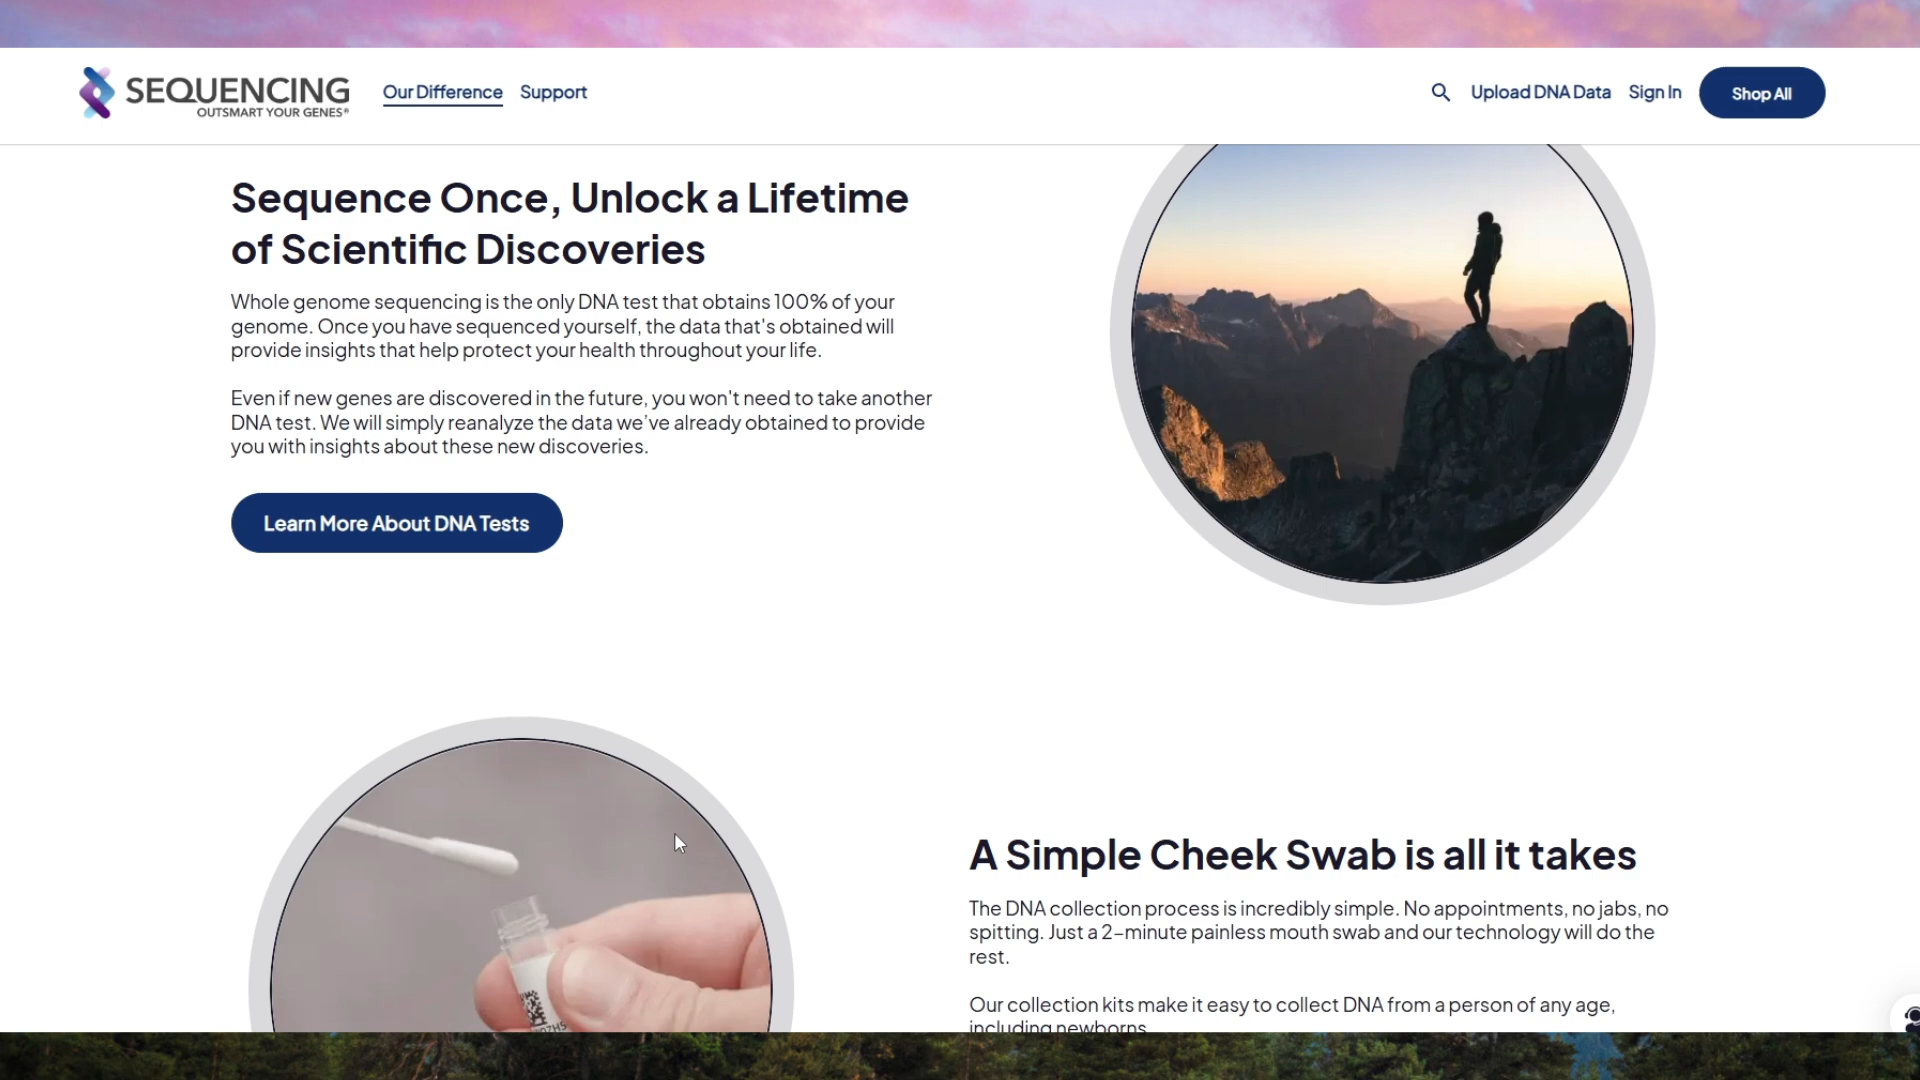 SEQUENCING
OUTSMART YOUR GENES®
Our Difference
Support
Upload DNA Data
Sign In
Shop All
Sequence Once, Unlock a Lifetime
of Scientific Discoveries
Whole genome sequencing is the only DNA test that obtains 100% of your
genome. Once you have sequenced yourself, the data that's obtained will
provide insights that help protect your health throughout your life.
Even if new genes are discovered in the future, you won't need to take another
DNA test. We will simply reanalyze the data we’ve already obtained to provide
you with insights about these new discoveries.
Learn More About DNA Tests
A Simple Cheek Swab is all it takes
The DNA collection process is incredibly simple. No appointments, no jabs, no
spitting. Just a 2–minute painless mouth swab and our technology will do the
rest.
Our collection kits make it easy to collect DNA from a person of any age,
including newborns